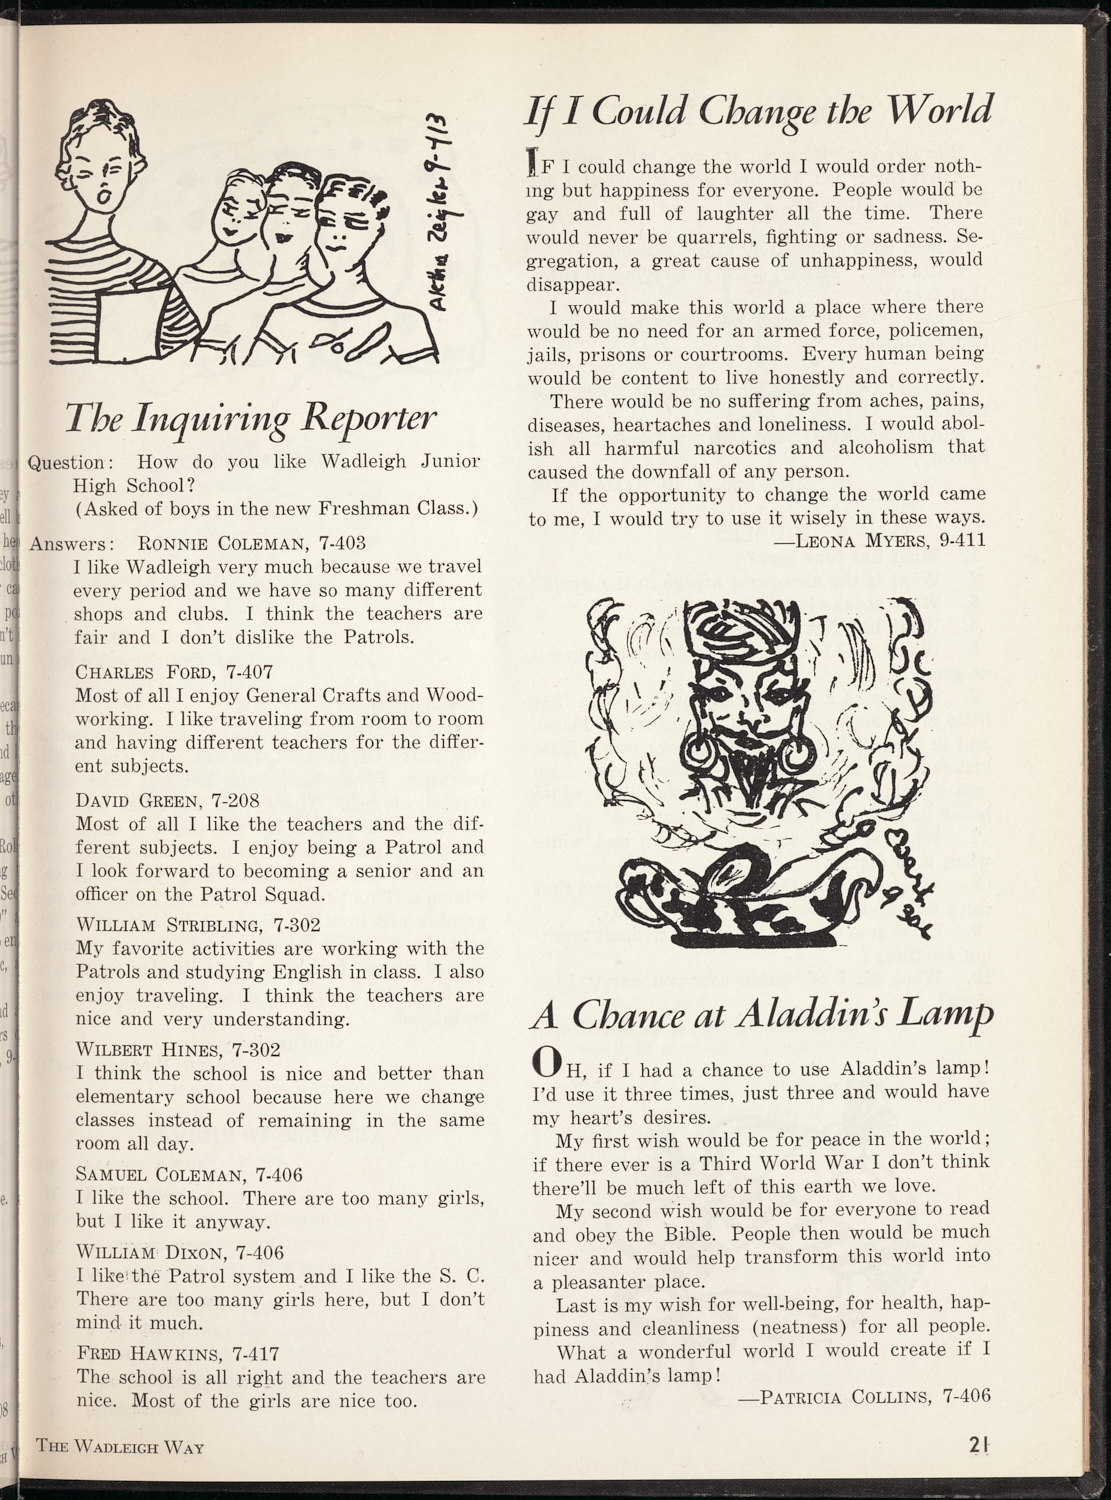 Aktha Zeigler 9-413
The Inquiring Reporter
Question: How do you like Wadleigh Junior
High School?
(Asked of boys in the new Freshman Class.)
Answers: RONNIE COLEMAN, 7-403
I like Wadleigh very much because we travel
every period and we have so many different
shops and clubs. I think the teachers are
fair and I don't dislike the Patrols.
CHARLES FORD, 7-407
Most of all I enjoy General Crafts and Wood-
working. I like traveling from room to room
and having different teachers for the differ-
ent subjects.
DAVID GREEN, 7-208
Most of all I like the teachers and the dif-
ferent subjects. I enjoy being a Patrol and
I look forward to becoming a senior and an
officer on the Patrol Squad.
WILLIAM STRIBLING, 7-302
My favorite activities are working with the
Patrols and studying English in class. I also
enjoy traveling. I think the teachers are
nice and very understanding.
WILBERT HINES, 7-302
I think the school is nice and better than
elementary school because here we change
classes instead of remaining in the same
room all day.
SAMUEL COLEMAN, 7-406
I like the school. There are too many girls,
but I like it anyway.
WILLIAM DIXON, 7-406
I like the Patrol system and I like the S. C.
There are too many girls here, but I don't
mind it much.
FRED HAWKINS, 7-417
The school is all right and the teachers are
nice. Most of the girls are nice too.
If I Could Change the World
IF I could change the world I would order noth-
ing but happiness for everyone. People would be
gay and full of laughter all the time. There
would never be quarrels, fighting or sadness. Se-
gregation, a great cause of unhappiness, would
disappear.
I would make this world a place where there
would be no need for an armed force, policemen,
jails, prisons or courtrooms. Every human being
would be content to live honestly and correctly.
There would be no suffering from aches, pains,
diseases, heartaches and loneliness. I would abol-
ish all harmful narcotics and alcoholism that
caused the downfall of any person.
If the opportunity to change the world came
to me, I would try to use it wisely in these ways.
—LEONA MYERS, 9-411
A Chance at Aladdin's Lamp
OH, if I had a chance to use Aladdin's lamp!
I'd use it three times, just three and would have
my heart's desires.
My first wish would be for peace in the world;
if there ever is a Third World War I don't think
there'll be much left of this earth we love.
My second wish would be for everyone to read
and obey the Bible. People then would be much
nicer and would help transform this world into
a pleasanter place.
Last is my wish for well-being, for health, hap-
piness and cleanliness (neatness) for all people.
What a wonderful world I would create if I
had Aladdin's lamp!
—PATRICIA COLLINS, 7-406
THE WADLEIGH WAY
21